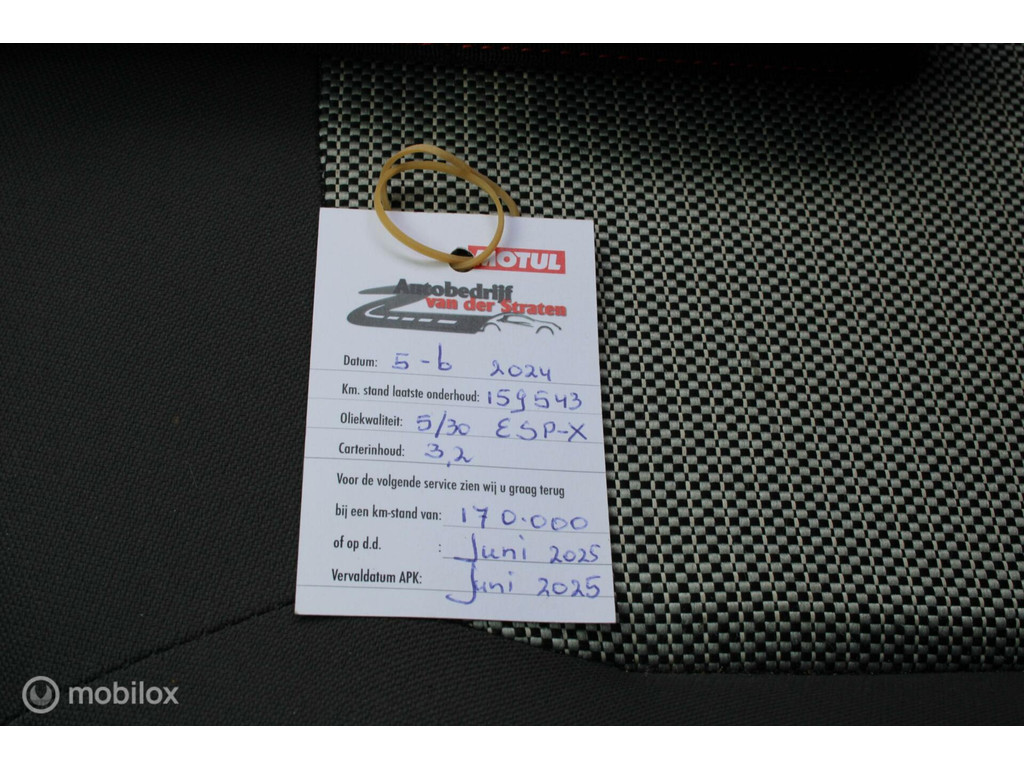 MOTUL
Autobedrijf
van der Straten
Datum: 5-6 2024
Km. stand laatste onderhoud: 159543
Oliekwaliteit: 5/30 ESP-X
Carterinhoud: 3,2
Voor de volgende service zien wij u graag terug
bij een km-stand van: 170.000
of op d.d. : Juni 2025
Vervaldatum APK: Juni 2025
mobilox